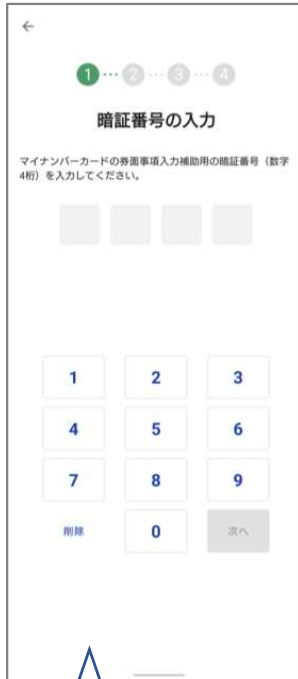 ←
1 ··· 2 ··· 3 ··· 4
暗証番号の入力
マイナンバーカードの券面事項入力補助用の暗証番号（数字
4桁）を入力してください。
1 2 3
4 5 6
7 8 9
削除 0 次へ